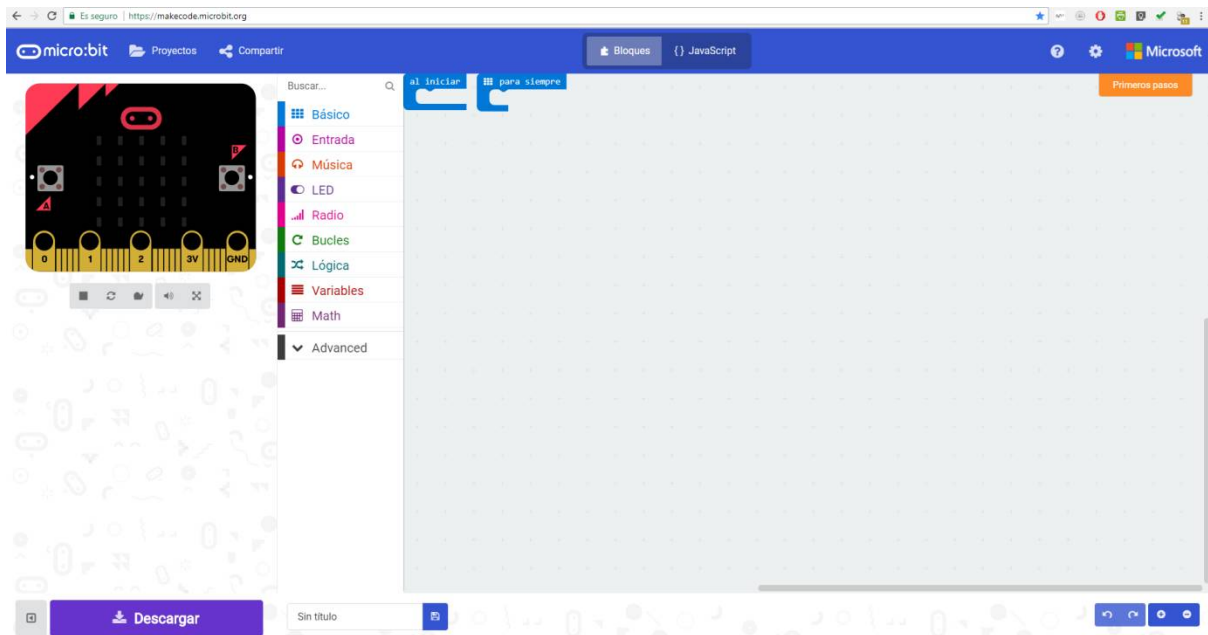 Es seguro | https://makecode.microbit.org
micro:bit Proyectos Compartir Bloques {} JavaScript Microsoft
Buscar... al iniciar para siempre Primeros pasos
Básico
Entrada
B
Música
LED
A
Radio
Bucles
0 1 2 3V GND
Lógica
Variables
Math
Advanced
Descargar Sin título